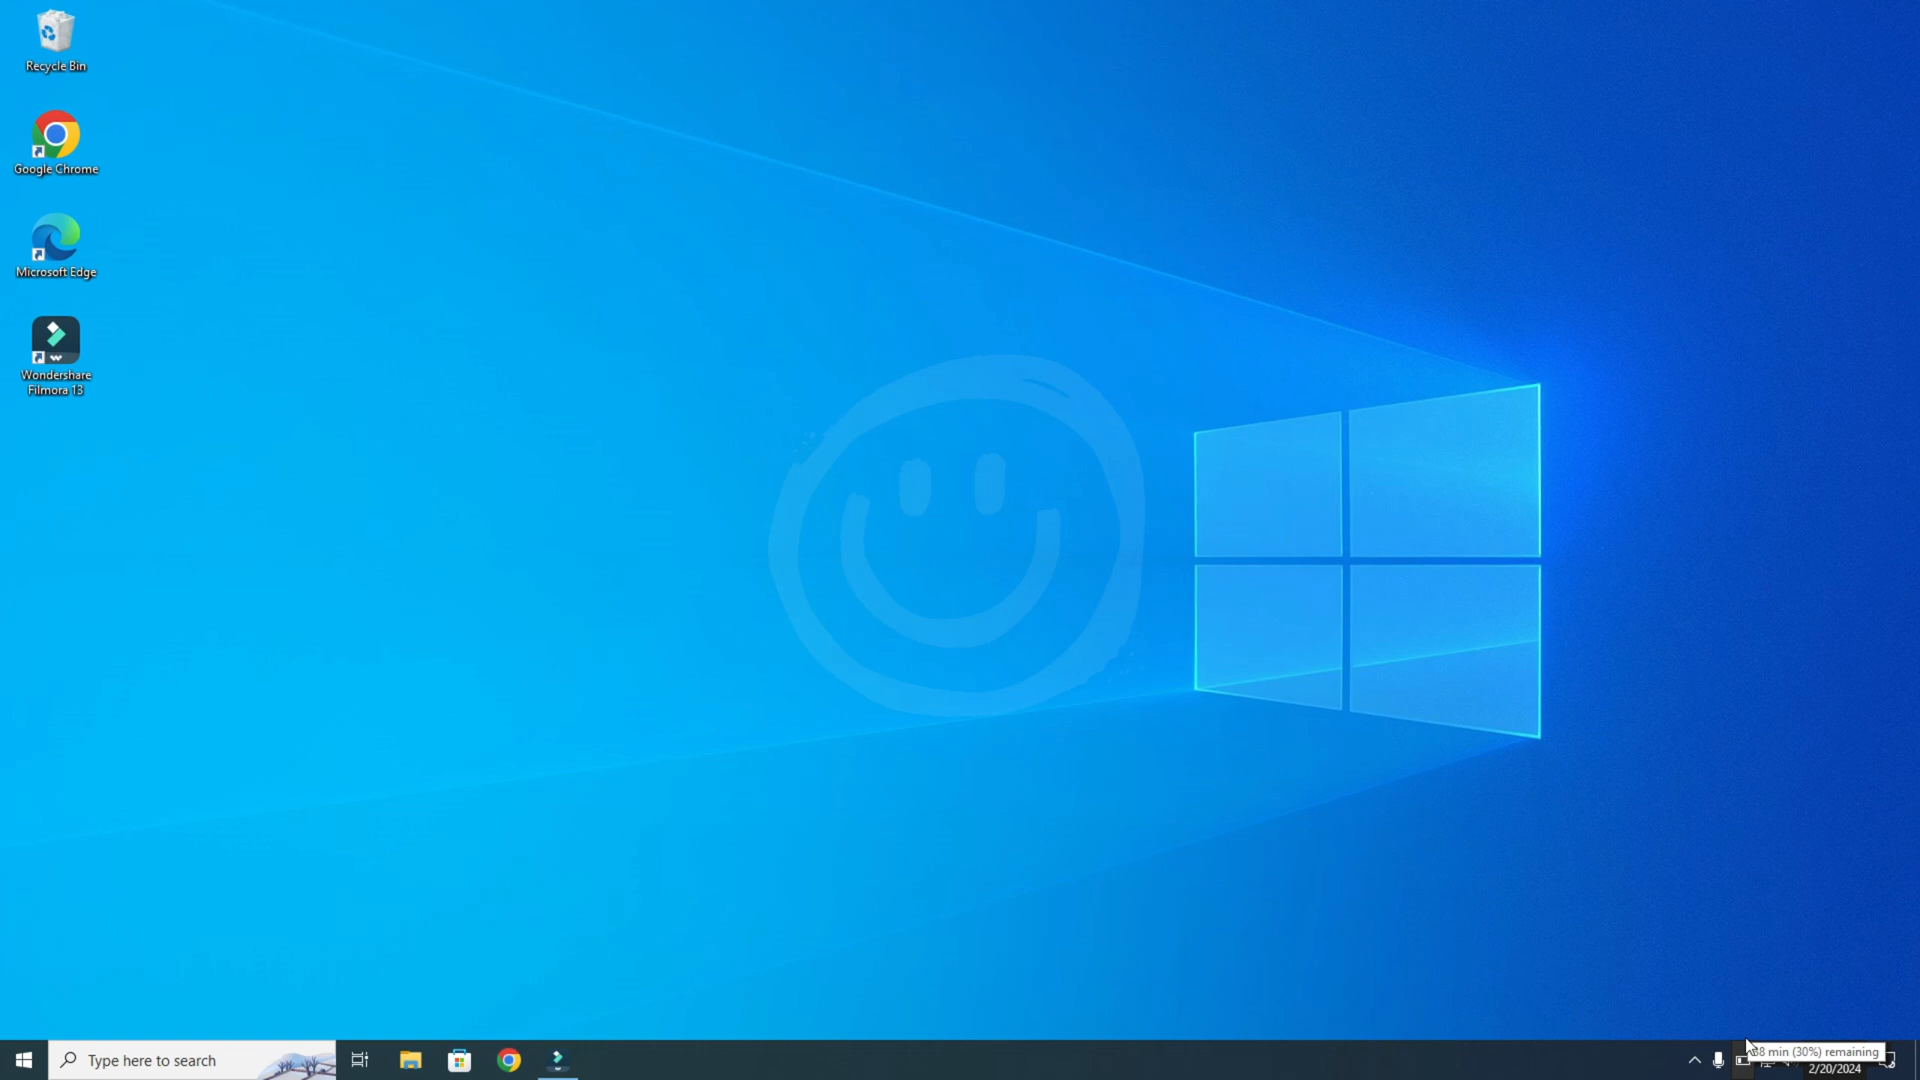 Recycle Bin
Google Chrome
Microsoft Edge
Wondershare
Filmora 13
Type here to search
min (30%) remaining
2/20/2024